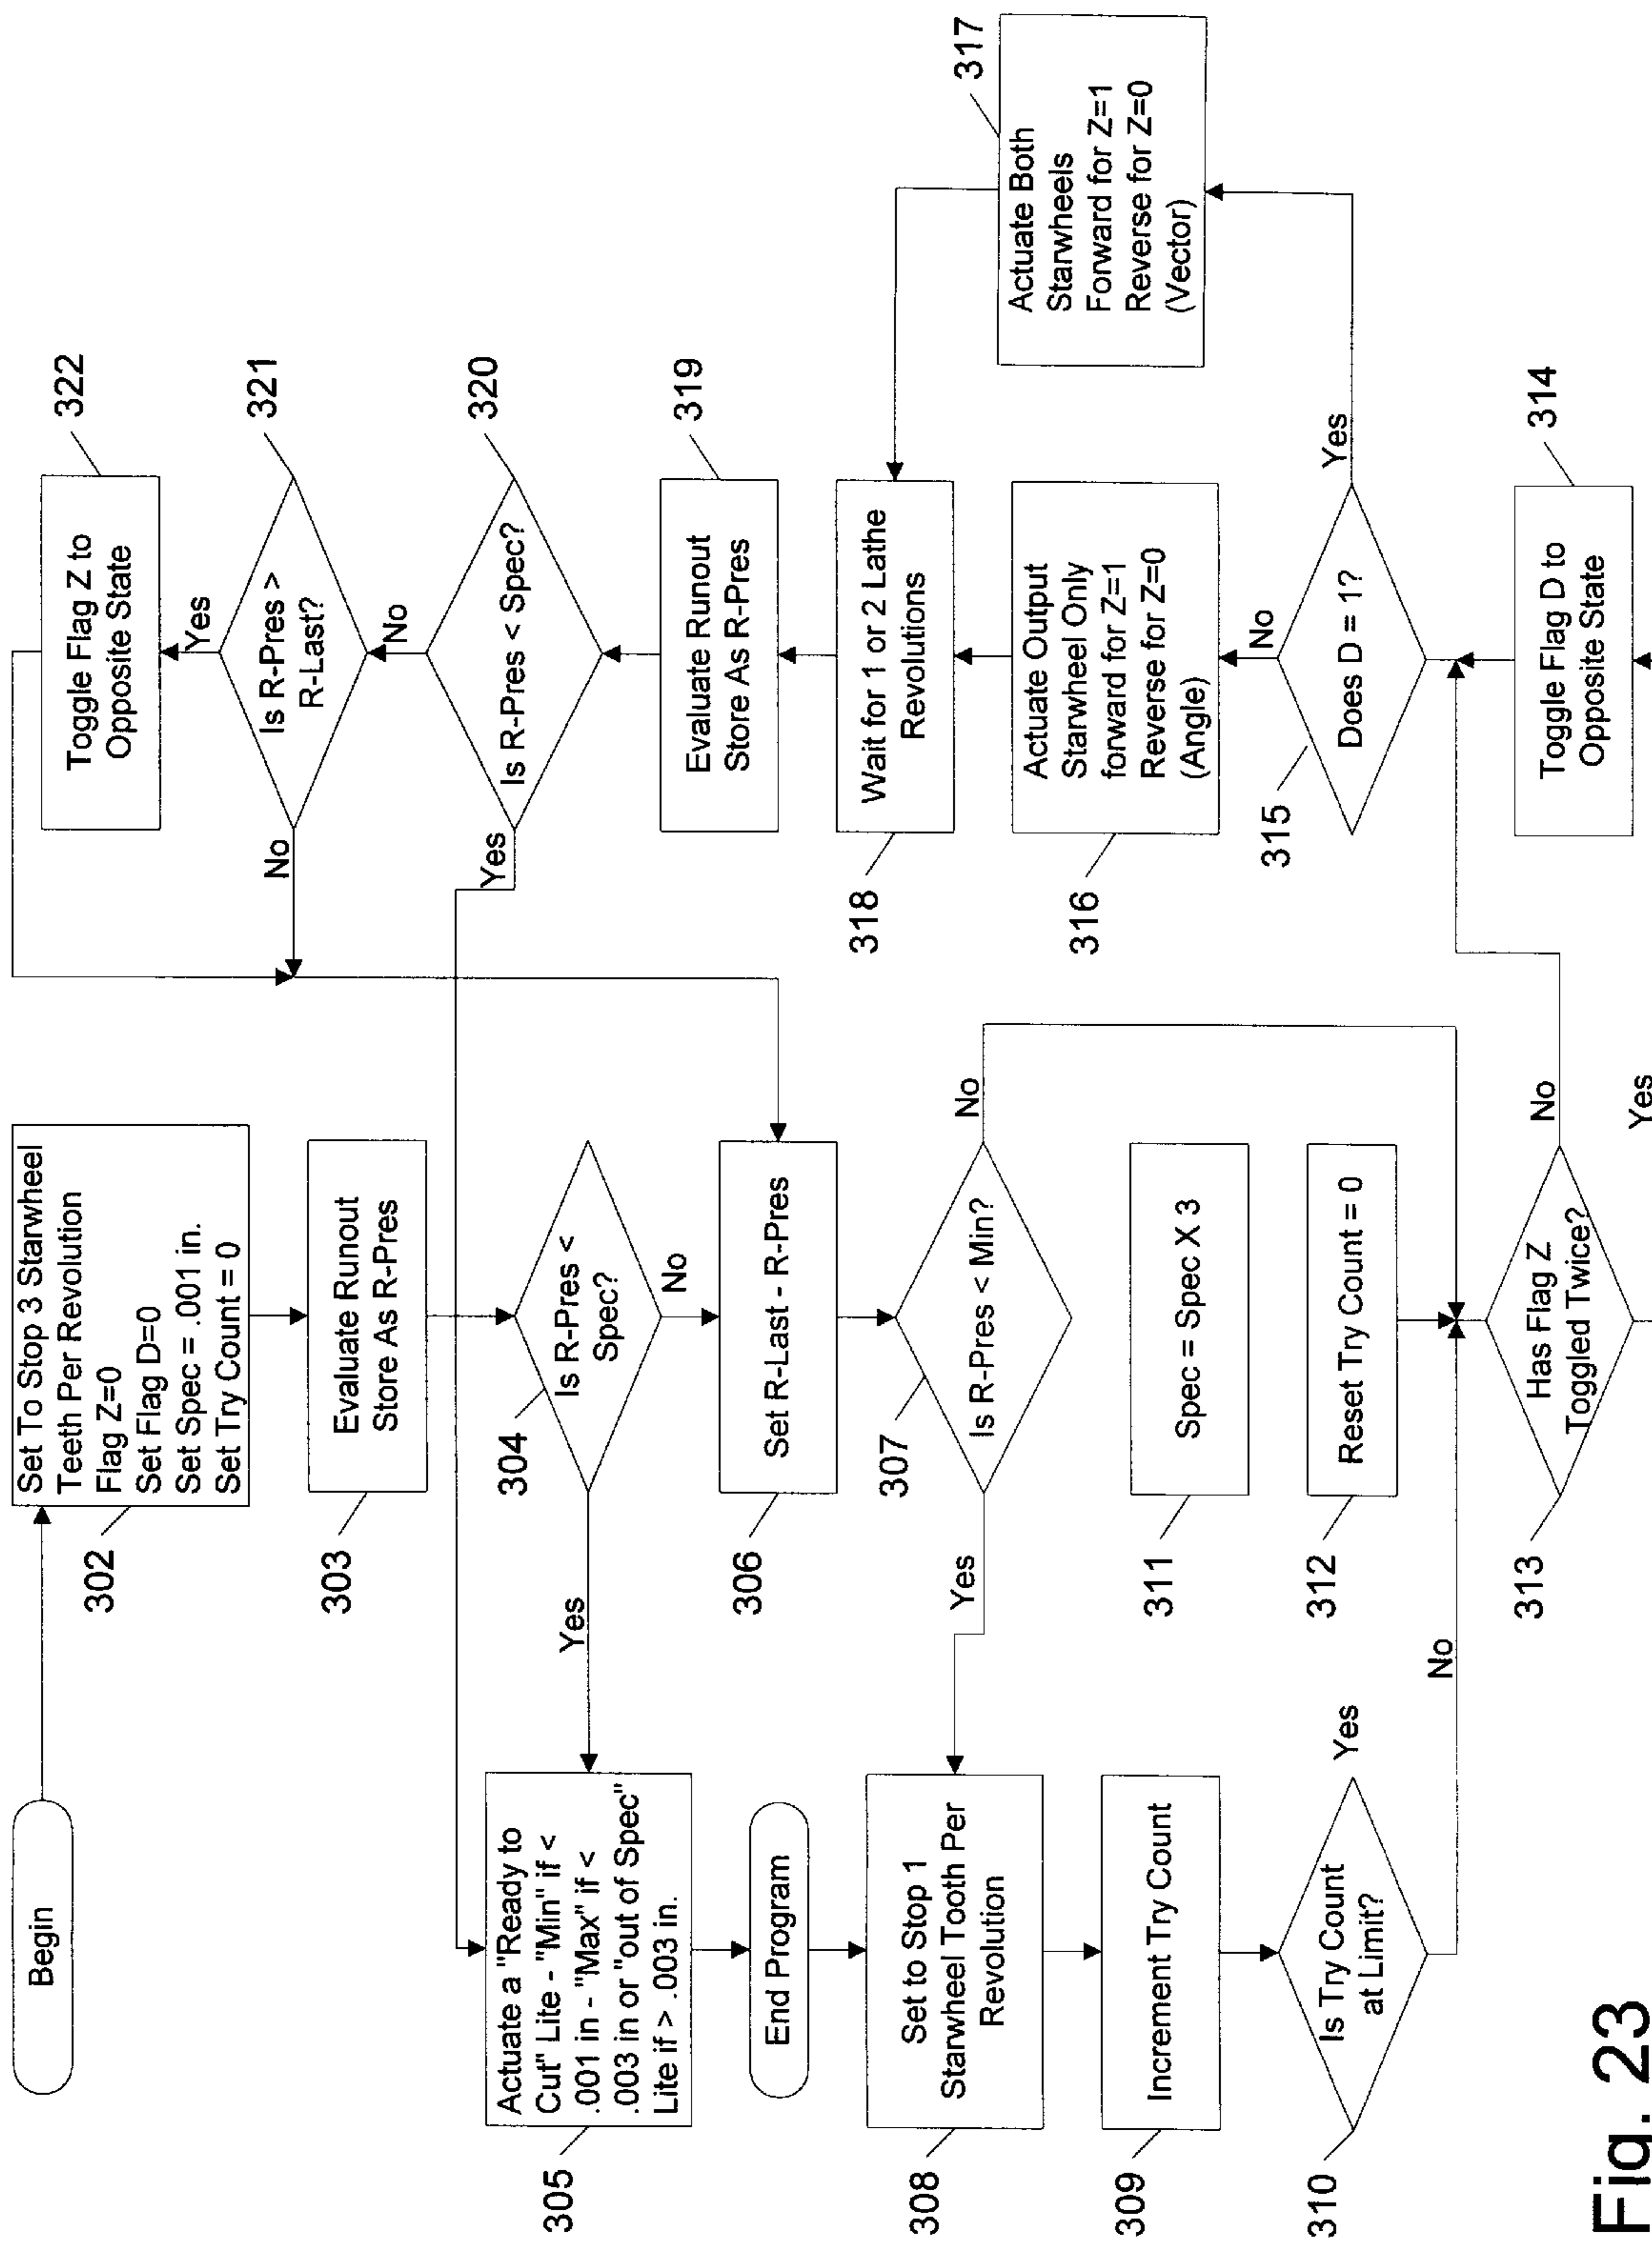 Begin
Set To Stop 3 Starwheel
Teeth Per Revolution
Flag Z=0
Set Flag D=0
Set Spec = .001 in.
Set Try Count = 0
302
Evaluate Runout
Store As R-Pres
303
Is R-Pres <
Spec?
304
Yes
No
Actuate a "Ready to
Cut" Lite - "Min" if <
.001 in - "Max" if <
.003 in or "out of Spec"
Lite if > .003 in.
305
End Program
Set R-Last - R-Pres
306
Is R-Pres < Min?
307
Yes
No
Set to Stop 1
Starwheel Tooth Per
Revolution
308
Increment Try Count
309
Is Try Count
at Limit?
310
Yes
No
Spec = Spec X 3
311
Reset Try Count = 0
312
Has Flag Z
Toggled Twice?
313
No
Yes
Toggle Flag D to
Opposite State
314
Does D = 1?
315
No
Yes
Actuate Output
Starwheel Only
forward for Z=1
Reverse for Z=0
(Angle)
316
Actuate Both
Starwheels
Forward for Z=1
Reverse for Z=0
(Vector)
317
Wait for 1 or 2 Lathe
Revolutions
318
Evaluate Runout
Store As R-Pres
319
Is R-Pres < Spec?
320
Yes
No
Is R-Pres >
R-Last?
321
No
Yes
Toggle Flag Z to
Opposite State
322
Fig. 23